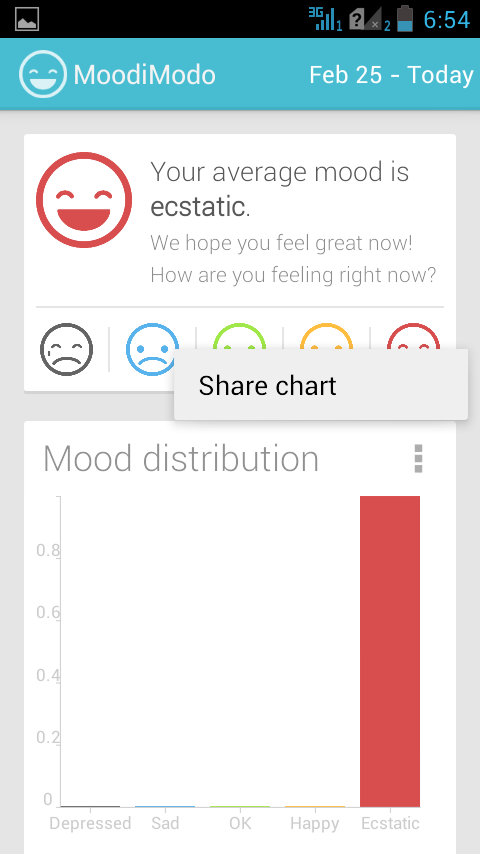 3G 1 ? 2 6:54
MoodiModo Feb 25 - Today
Your average mood is
ecstatic.
We hope you feel great now!
How are you feeling right now?
Share chart
Mood distribution
0.8
0.6
0.4
0.2
0
Depressed Sad OK Happy Ecstatic